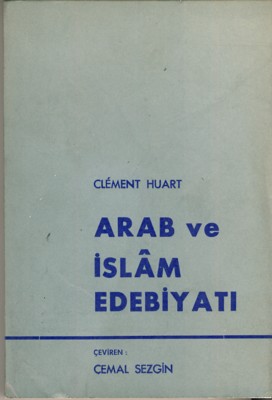 CLÉMENT HUART
ARAB ve
İSLÂM
EDEBİYATI
ÇEVİREN :
CEMAL SEZGİN